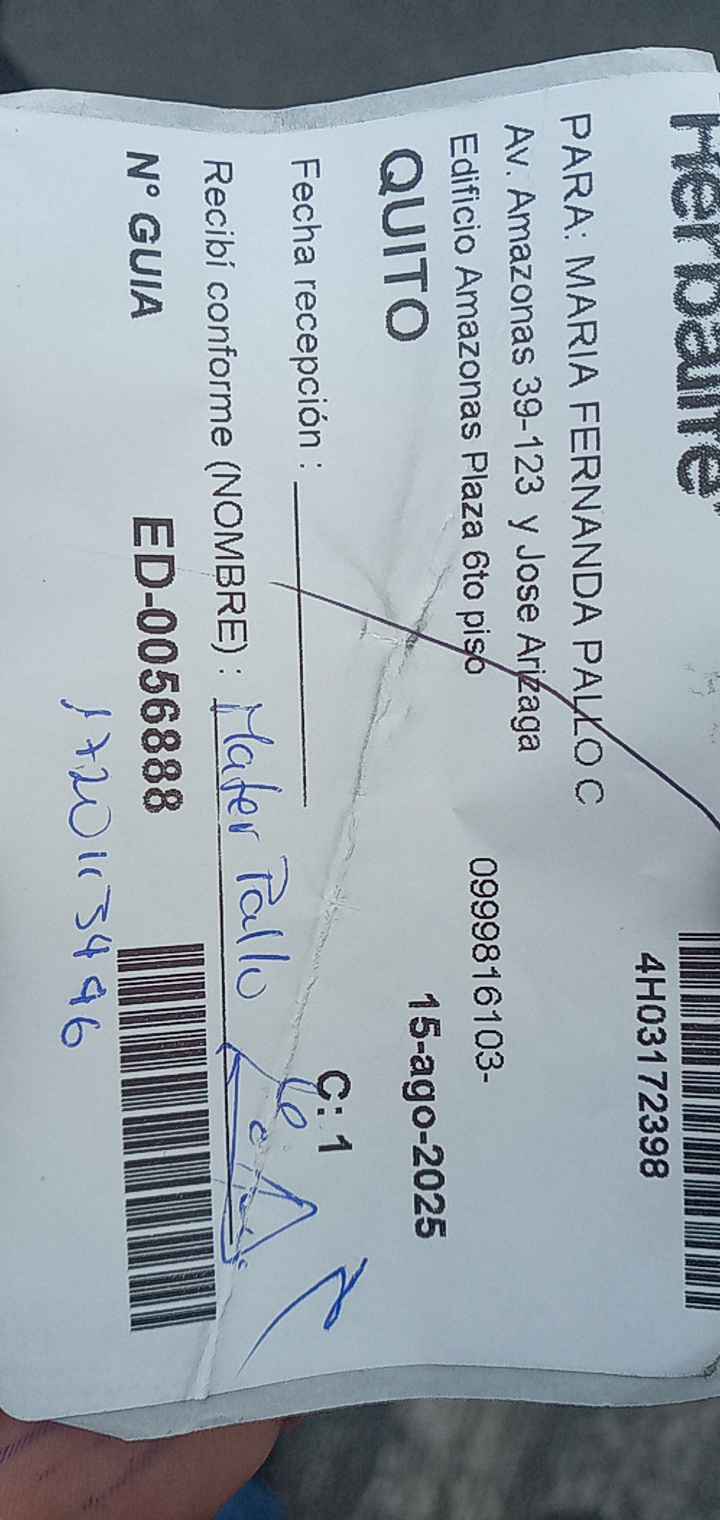 Herbalife
4H03172398
PARA: MARIA FERNANDA PALLO C
Av. Amazonas 39-123 y Jose Arizaga
Edificio Amazonas Plaza 6to piso
0999816103-
QUITO 15-ago-2025
Fecha recepción :
C: 1
Recibí conforme (NOMBRE) : Mater Pallo
N° GUIA ED-0056888